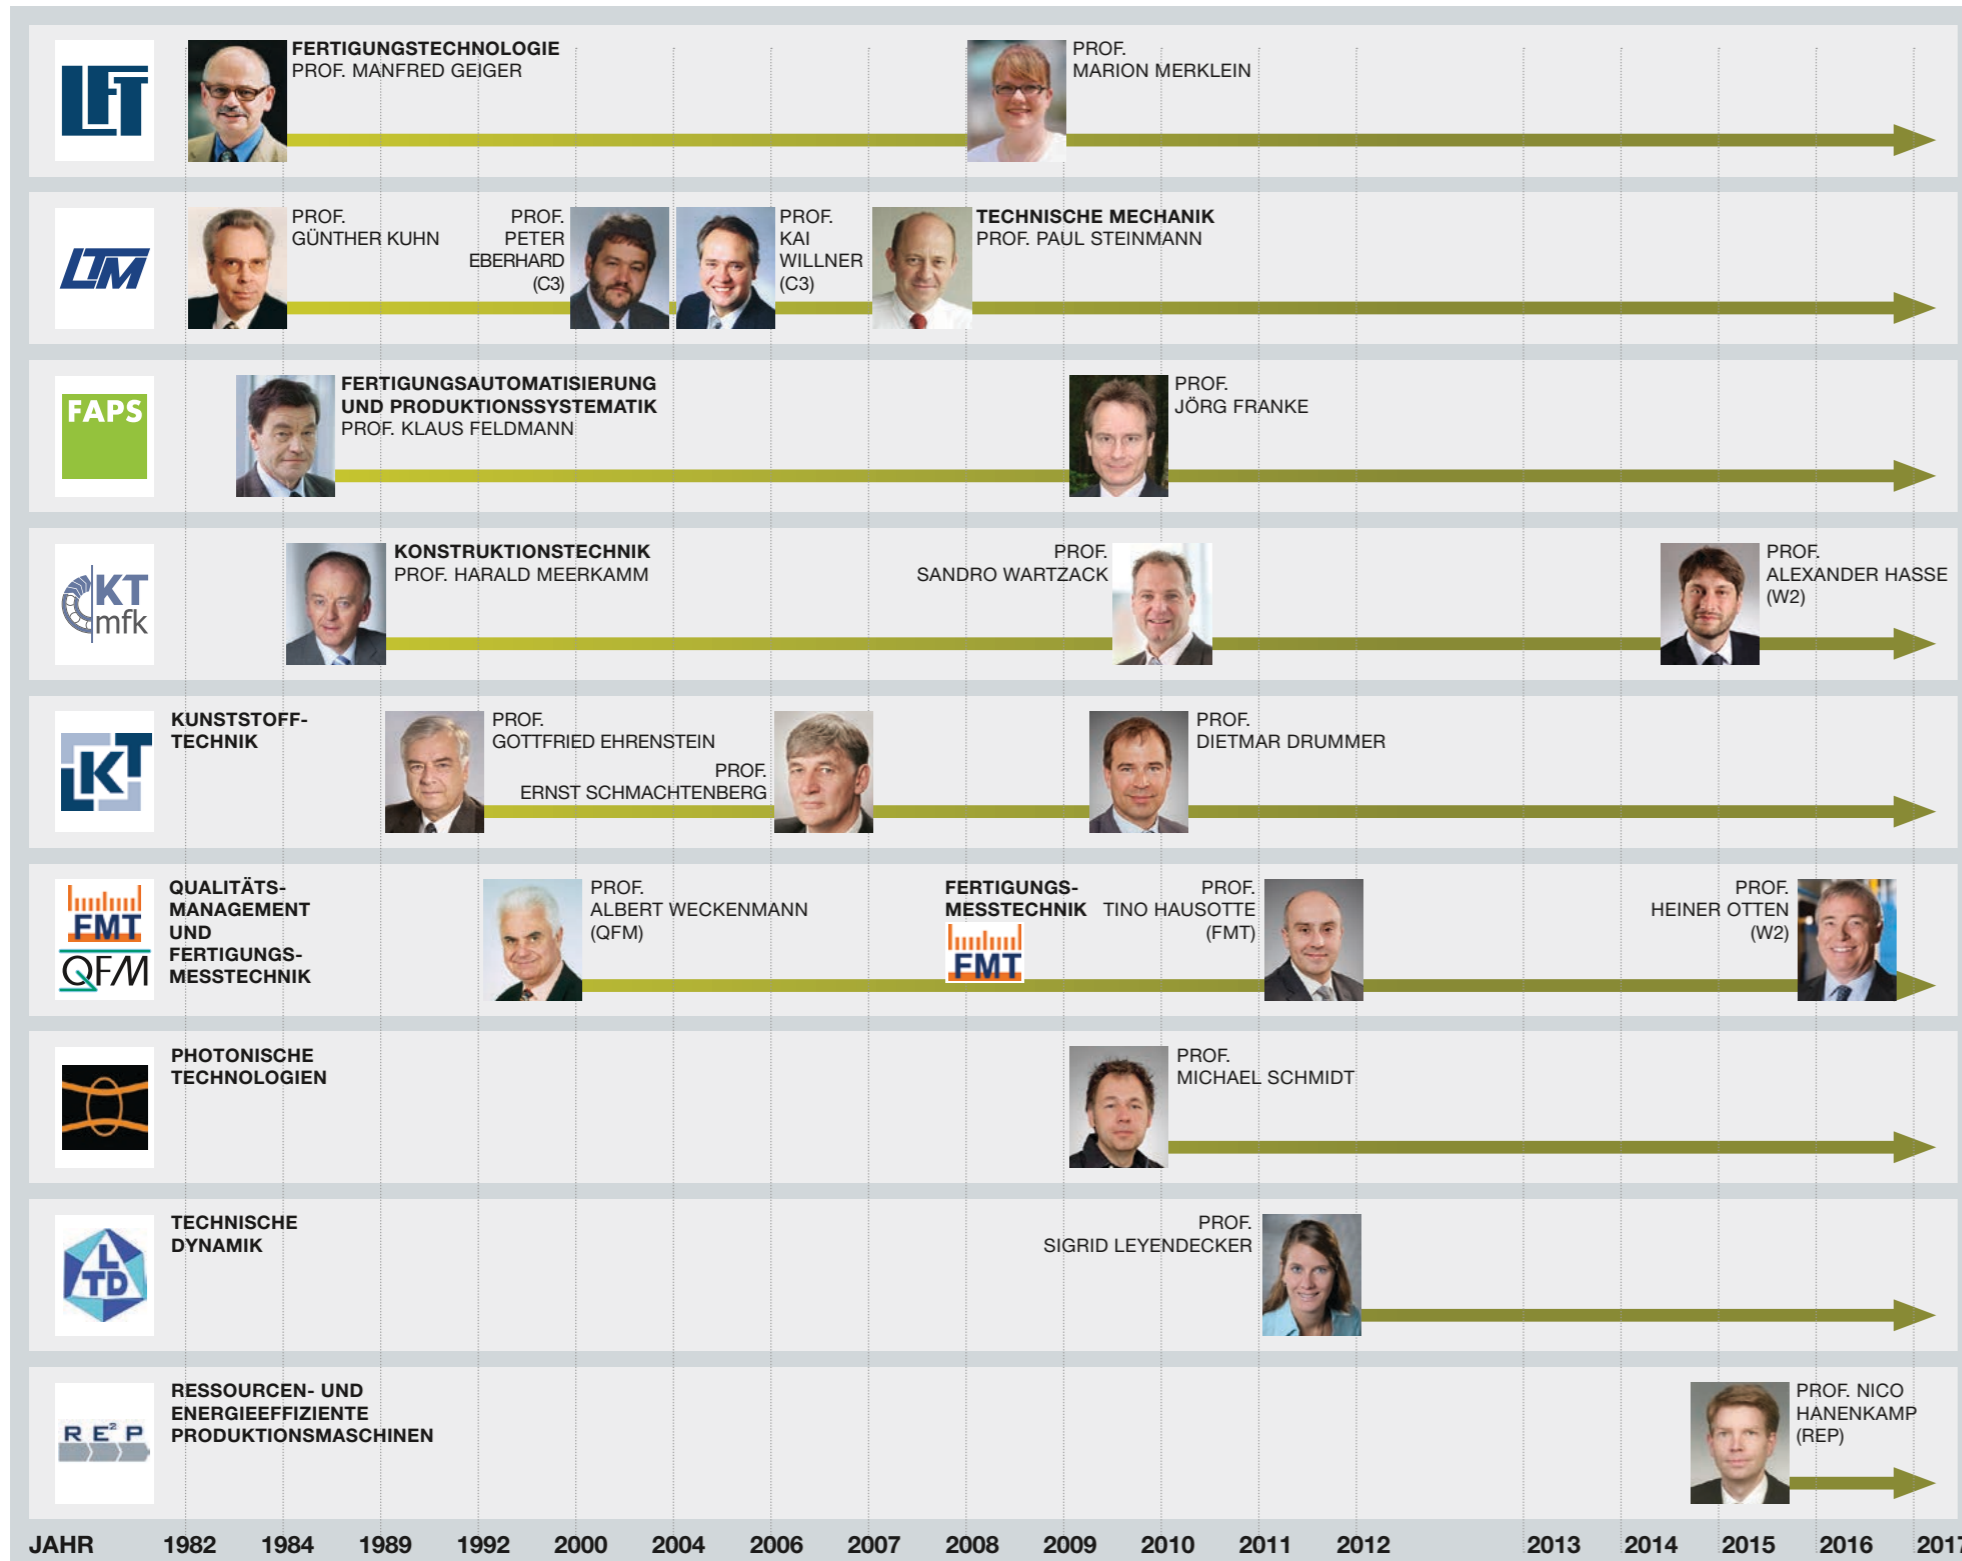 LFT
FERTIGUNGSTECHNOLOGIE
PROF. MANFRED GEIGER
PROF.
MARION MERKLEIN
LTM
PROF.
GÜNTHER KUHN
PROF.
PETER
EBERHARD
(C3)
PROF.
KAI
WILLNER
(C3)
TECHNISCHE MECHANIK
PROF. PAUL STEINMANN
FAPS
FERTIGUNGSAUTOMATISIERUNG
UND PRODUKTIONSSYSTEMATIK
PROF. KLAUS FELDMANN
PROF.
JÖRG FRANKE
KT
mfk
KONSTRUKTIONSTECHNIK
PROF. HARALD MEERKAMM
PROF.
SANDRO WARTZACK
PROF.
ALEXANDER HASSE
(W2)
LKT
KUNSTSTOFF-
TECHNIK
PROF.
GOTTFRIED EHRENSTEIN
PROF.
ERNST SCHMACHTENBERG
PROF.
DIETMAR DRUMMER
FMT
QFM
QUALITÄTS-
MANAGEMENT
UND
FERTIGUNGS-
MESSTECHNIK
PROF.
ALBERT WECKENMANN
(QFM)
FERTIGUNGS-
MESSTECHNIK
FMT
PROF.
TINO HAUSOTTE
(FMT)
PROF.
HEINER OTTEN
(W2)
PHOTONISCHE
TECHNOLOGIEN
PROF.
MICHAEL SCHMIDT
L
TD
TECHNISCHE
DYNAMIK
PROF.
SIGRID LEYENDECKER
RE²P
RESSOURCEN- UND
ENERGIEEFFIZIENTE
PRODUKTIONSMASCHINEN
PROF. NICO
HANENKAMP
(REP)
JAHR 1982 1984 1989 1992 2000 2004 2006 2007 2008 2009 2010 2011 2012 2013 2014 2015 2016 2017